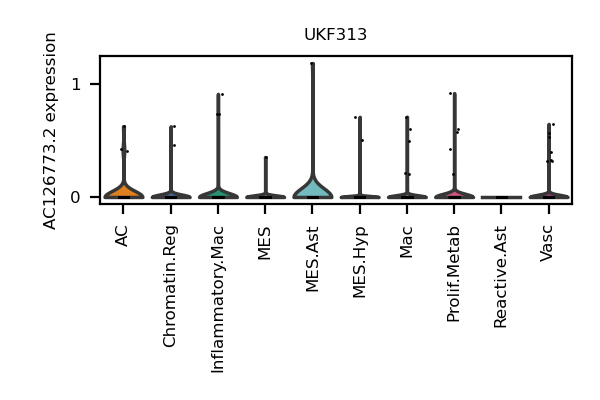 UKF313
AC126773.2 expression
1
0
AC
Chromatin.Reg
Inflammatory.Mac
MES
MES.Ast
MES.Hyp
Mac
Prolif.Metab
Reactive.Ast
Vasc